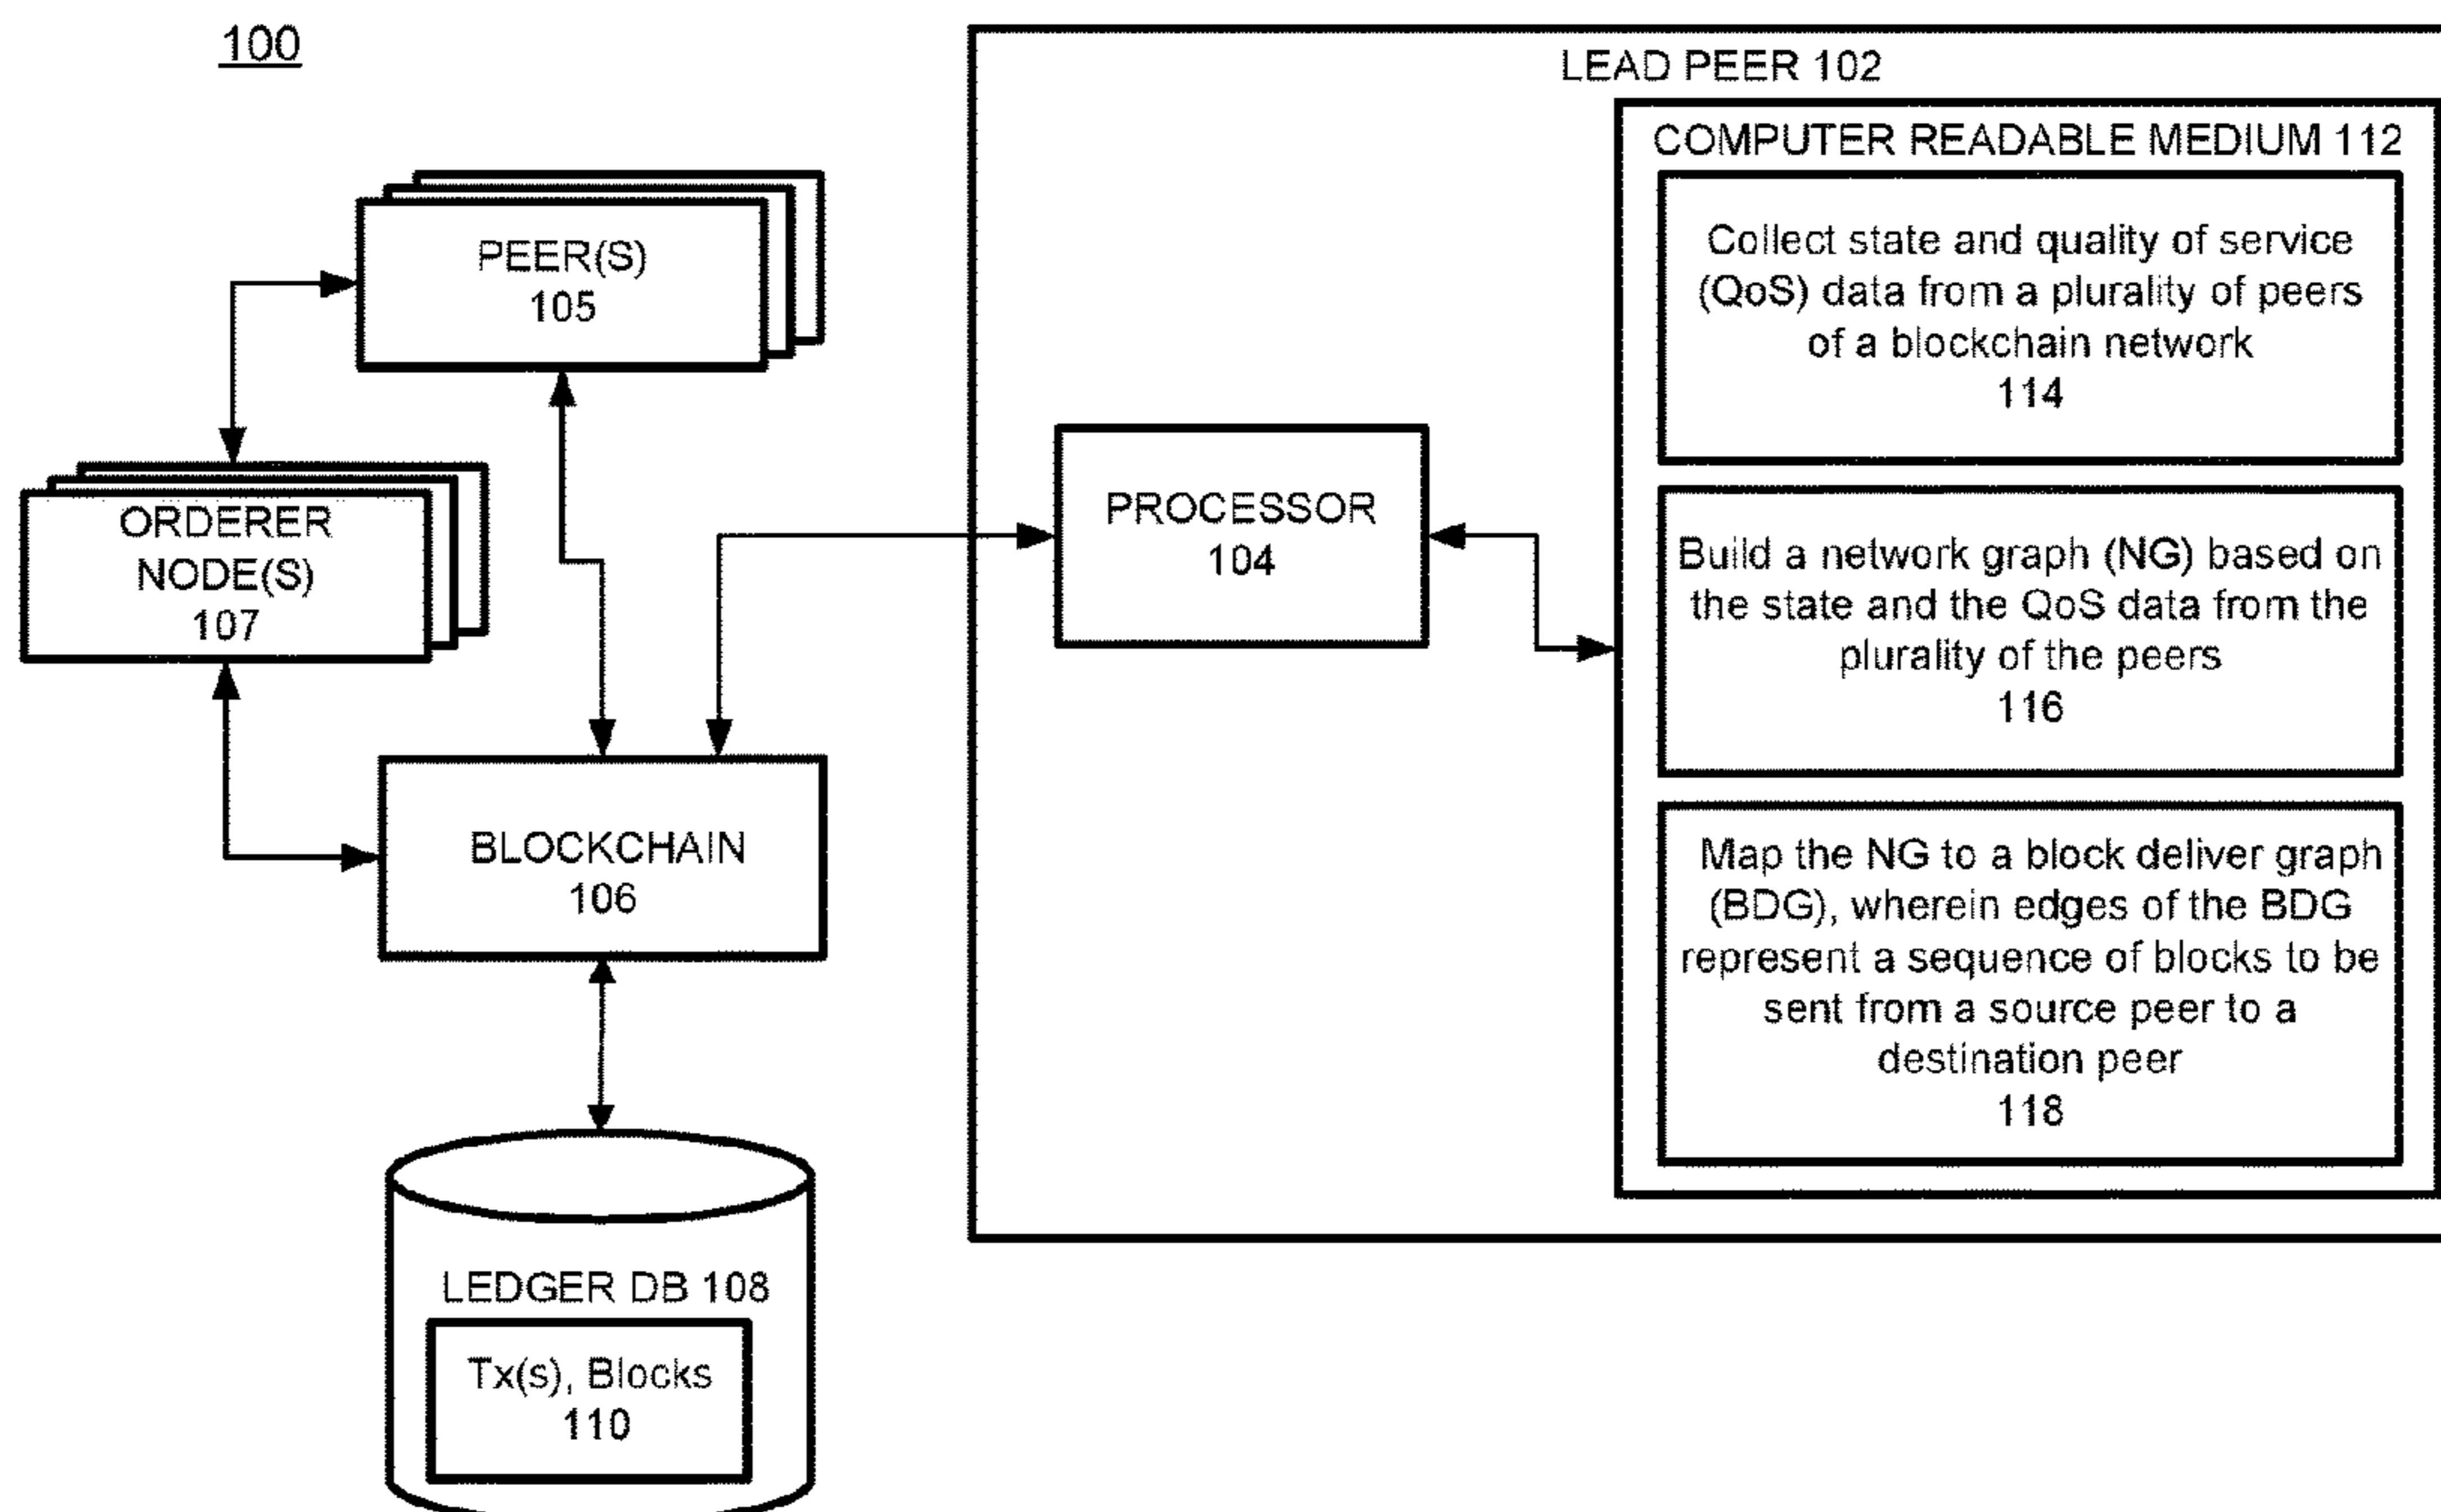 100
PEER(S)
105
ORDERER
NODE(S)
107
BLOCKCHAIN
106
LEDGER DB 108
Tx(s), Blocks
110
LEAD PEER 102
PROCESSOR
104
COMPUTER READABLE MEDIUM 112
Collect state and quality of service
(QoS) data from a plurality of peers
of a blockchain network
114
Build a network graph (NG) based on
the state and the QoS data from the
plurality of the peers
116
Map the NG to a block deliver graph
(BDG), wherein edges of the BDG
represent a sequence of blocks to be
sent from a source peer to a
destination peer
118